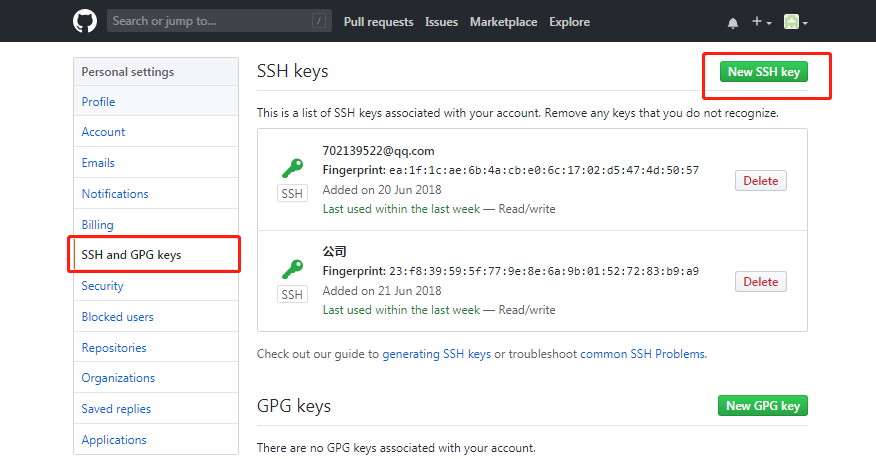 Search or jump to... /
Pull requests Issues Marketplace Explore
Personal settings
Profile
Account
Emails
Notifications
Billing
SSH and GPG keys
Security
Blocked users
Repositories
Organizations
Saved replies
Applications
SSH keys
New SSH key
This is a list of SSH keys associated with your account. Remove any keys that you do not recognize.
702139522@qq.com
Fingerprint: ea:1f:1c:ae:6b:4a:cb:e0:6c:17:02:d5:47:4d:50:57
SSH
Added on 20 Jun 2018
Last used within the last week — Read/write
Delete
公司
Fingerprint: 23:f8:39:59:5f:77:9e:8e:6a:9b:01:52:72:83:b9:a9
SSH
Added on 21 Jun 2018
Last used within the last week — Read/write
Delete
Check out our guide to generating SSH keys or troubleshoot common SSH Problems.
GPG keys
New GPG key
There are no GPG keys associated with your account.